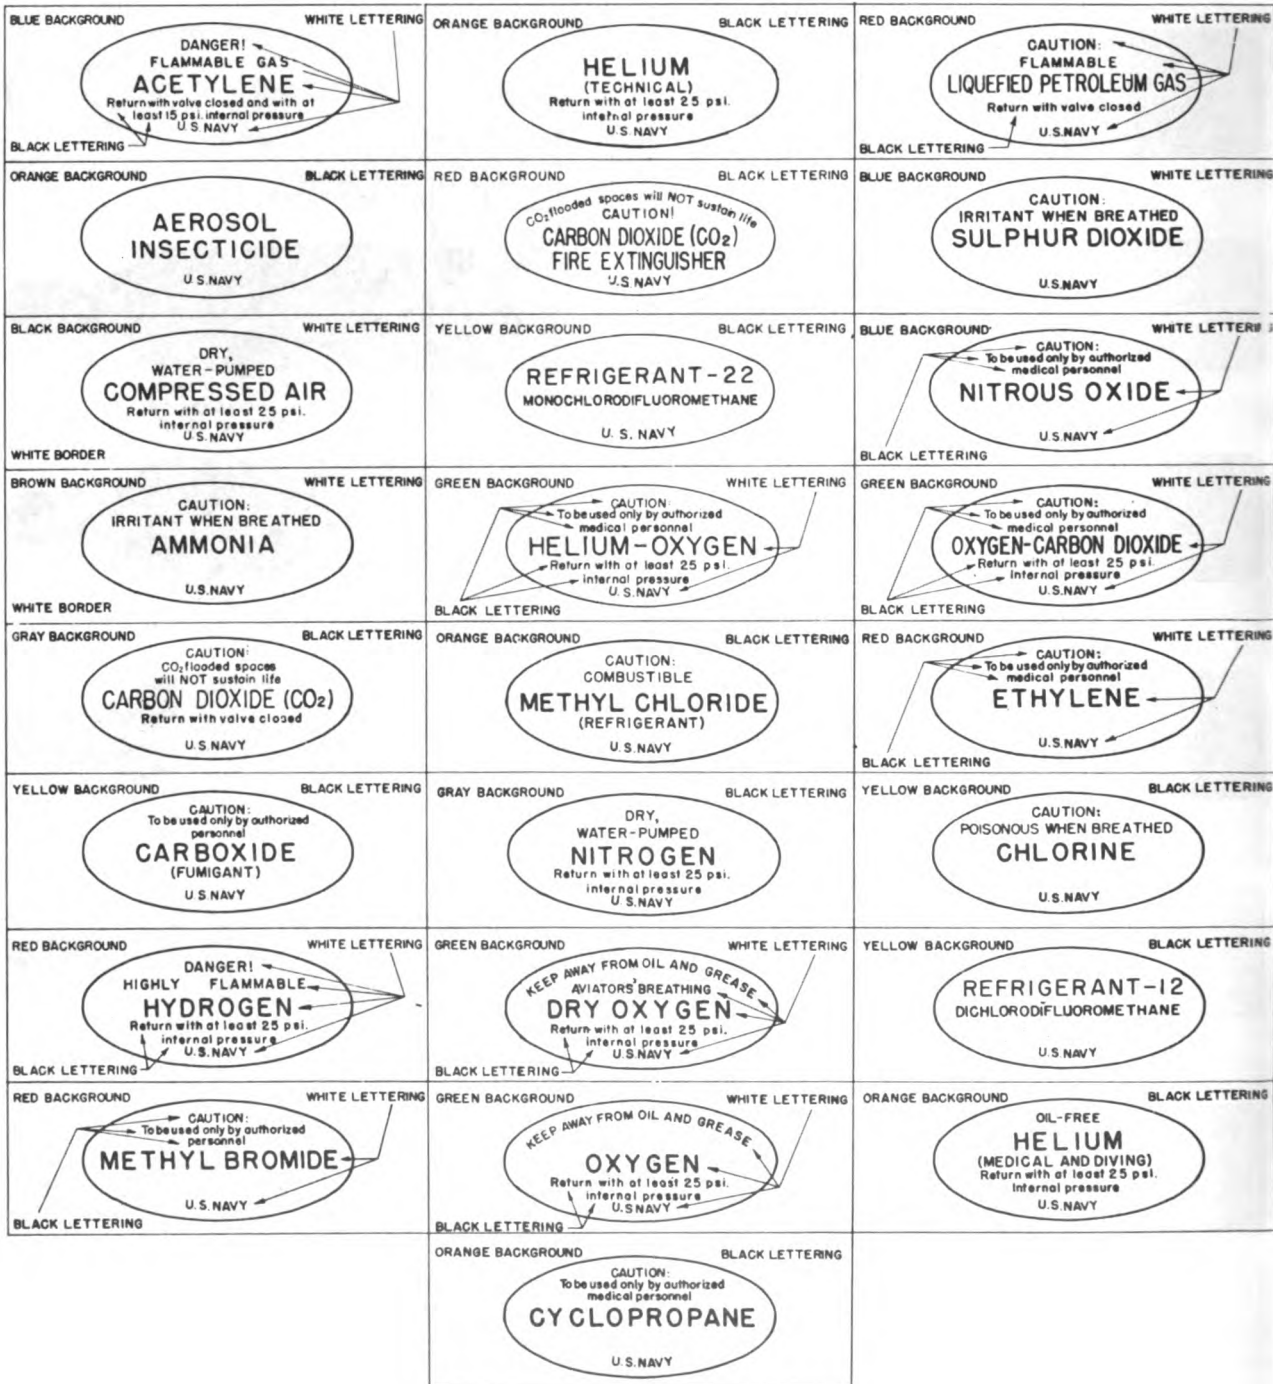 BLUE BACKGROUND WHITE LETTERING
DANGER!
FLAMMABLE GAS
ACETYLENE
Return with valve closed and with at
least 15 psi. internal pressure
U.S. NAVY
BLACK LETTERING
ORANGE BACKGROUND BLACK LETTERING
HELIUM
(TECHNICAL)
Return with at least 25 psi.
internal pressure
U.S. NAVY
RED BACKGROUND WHITE LETTERING
CAUTION:
FLAMMABLE
LIQUEFIED PETROLEUM GAS
Return with valve closed
U.S. NAVY
BLACK LETTERING
ORANGE BACKGROUND BLACK LETTERING
AEROSOL
INSECTICIDE
U.S. NAVY
RED BACKGROUND BLACK LETTERING
CO₂ flooded spaces will NOT sustain life
CAUTION!
CARBON DIOXIDE (CO₂)
FIRE EXTINGUISHER
U.S. NAVY
BLUE BACKGROUND WHITE LETTERING
CAUTION:
IRRITANT WHEN BREATHED
SULPHUR DIOXIDE
U.S. NAVY
BLACK BACKGROUND WHITE LETTERING
DRY,
WATER-PUMPED
COMPRESSED AIR
Return with at least 25 psi.
internal pressure
U.S. NAVY
WHITE BORDER
YELLOW BACKGROUND BLACK LETTERING
REFRIGERANT-22
MONOCHLORODIFLUOROMETHANE
U. S. NAVY
BLUE BACKGROUND WHITE LETTERI
CAUTION:
To be used only by authorized
medical personnel
NITROUS OXIDE
U.S. NAVY
BLACK LETTERING
BROWN BACKGROUND WHITE LETTERING
CAUTION:
IRRITANT WHEN BREATHED
AMMONIA
U.S. NAVY
WHITE BORDER
GREEN BACKGROUND WHITE LETTERING
CAUTION:
To be used only by authorized
medical personnel
HELIUM-OXYGEN
Return with at least 25 psi.
internal pressure
U.S. NAVY
BLACK LETTERING
GREEN BACKGROUND WHITE LETTERING
CAUTION:
To be used only by authorized
medical personnel
OXYGEN-CARBON DIOXIDE
Return with at least 25 psi.
Internal pressure
U.S. NAVY
BLACK LETTERING
GRAY BACKGROUND BLACK LETTERING
CAUTION:
CO₂ flooded spaces
will NOT sustain life
CARBON DIOXIDE (CO₂)
Return with valve closed
U.S. NAVY
ORANGE BACKGROUND BLACK LETTERING
CAUTION:
COMBUSTIBLE
METHYL CHLORIDE
(REFRIGERANT)
U.S. NAVY
RED BACKGROUND WHITE LETTERING
CAUTION:
To be used only by authorized
medical personnel
ETHYLENE
U.S. NAVY
BLACK LETTERING
YELLOW BACKGROUND BLACK LETTERING
CAUTION:
To be used only by authorized
personnel
CARBOXIDE
(FUMIGANT)
U.S. NAVY
GRAY BACKGROUND BLACK LETTERING
DRY,
WATER-PUMPED
NITROGEN
Return with at least 25 psi.
internal pressure
U.S. NAVY
YELLOW BACKGROUND BLACK LETTERING
CAUTION:
POISONOUS WHEN BREATHED
CHLORINE
U.S. NAVY
RED BACKGROUND WHITE LETTERING
DANGER!
HIGHLY FLAMMABLE
HYDROGEN
Return with at least 25 psi.
internal pressure
U.S. NAVY
BLACK LETTERING
GREEN BACKGROUND WHITE LETTERING
KEEP AWAY FROM OIL AND GREASE
AVIATORS' BREATHING
DRY OXYGEN
Return with at least 25 psi.
internal pressure
U.S. NAVY
BLACK LETTERING
YELLOW BACKGROUND BLACK LETTERING
REFRIGERANT-12
DICHLORODIFLUOROMETHANE
U.S. NAVY
RED BACKGROUND WHITE LETTERING
CAUTION:
To be used only by authorized
personnel
METHYL BROMIDE
U.S. NAVY
BLACK LETTERING
GREEN BACKGROUND WHITE LETTERING
KEEP AWAY FROM OIL AND GREASE
OXYGEN
Return with at least 25 psi.
internal pressure
U.S. NAVY
BLACK LETTERING
ORANGE BACKGROUND BLACK LETTERING
OIL-FREE
HELIUM
(MEDICAL AND DIVING)
Return with at least 25 psi.
Internal pressure
U.S. NAVY
ORANGE BACKGROUND BLACK LETTERING
CAUTION:
To be used only by authorized
medical personnel
CYCLOPROPANE
U.S. NAVY